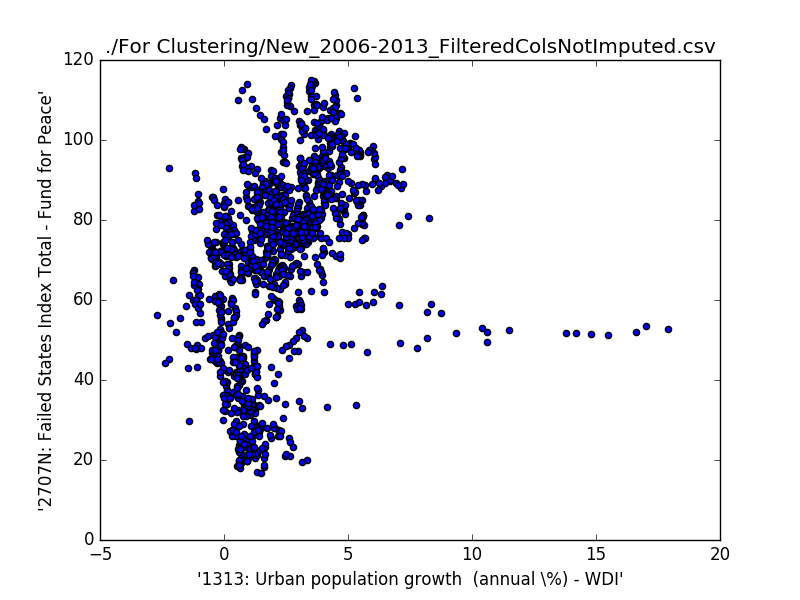 ./For Clustering/New_2006-2013_FilteredColsNotImputed.csv
120
100
80
60
40
20
0
'2707N: Failed States Index Total - Fund for Peace'
−5 0 5 10 15 20
'1313: Urban population growth  (annual \%) - WDI'